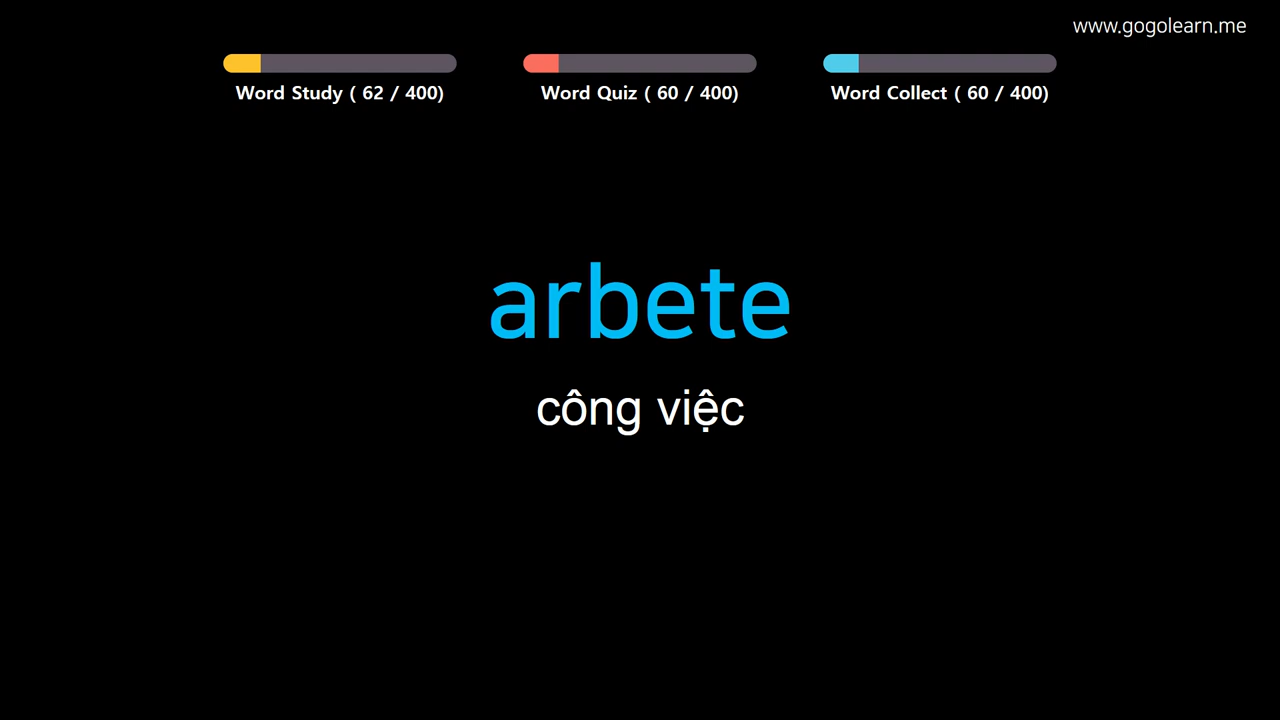 www.gogolearn.me
Word Study ( 62 / 400)
Word Quiz ( 60 / 400)
Word Collect ( 60 / 400)
arbete
công việc